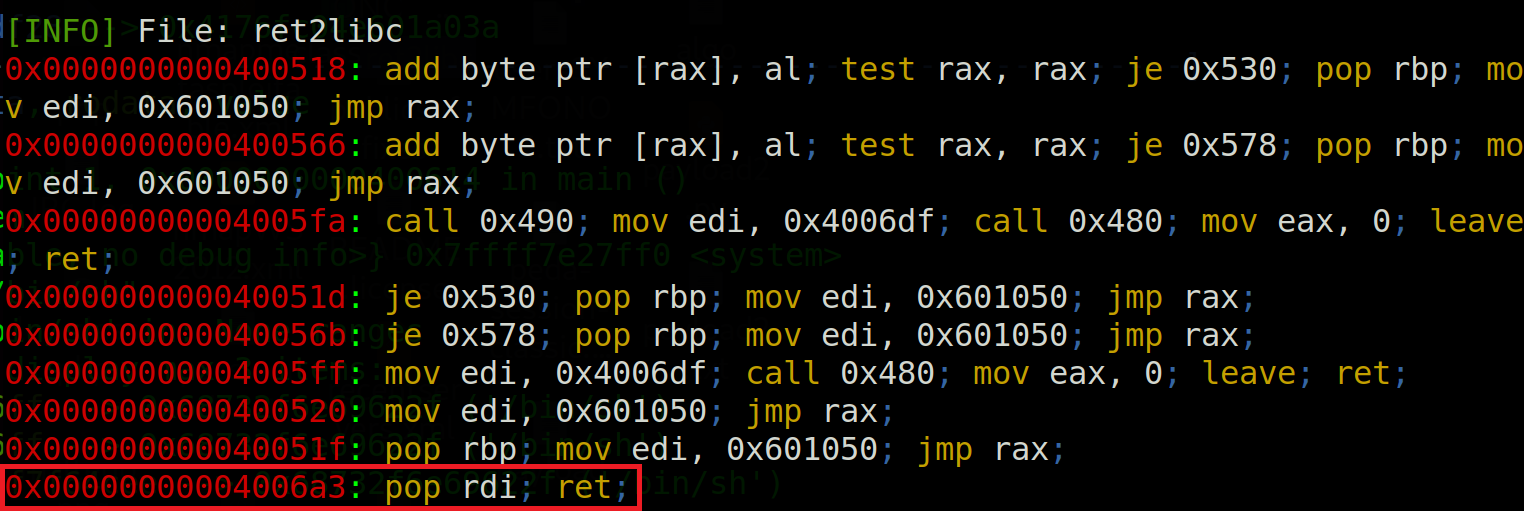 [INFO] File: ret2libc
0x0000000000400518: add byte ptr [rax], al; test rax, rax; je 0x530; pop rbp; mo
v edi, 0x601050; jmp rax;
0x0000000000400566: add byte ptr [rax], al; test rax, rax; je 0x578; pop rbp; mo
v edi, 0x601050; jmp rax;
0x00000000004005fa: call 0x490; mov edi, 0x4006df; call 0x480; mov eax, 0; leave
; ret;
0x000000000040051d: je 0x530; pop rbp; mov edi, 0x601050; jmp rax;
0x000000000040056b: je 0x578; pop rbp; mov edi, 0x601050; jmp rax;
0x00000000004005ff: mov edi, 0x4006df; call 0x480; mov eax, 0; leave; ret;
0x0000000000400520: mov edi, 0x601050; jmp rax;
0x000000000040051f: pop rbp; mov edi, 0x601050; jmp rax;
0x00000000004006a3: pop rdi; ret;